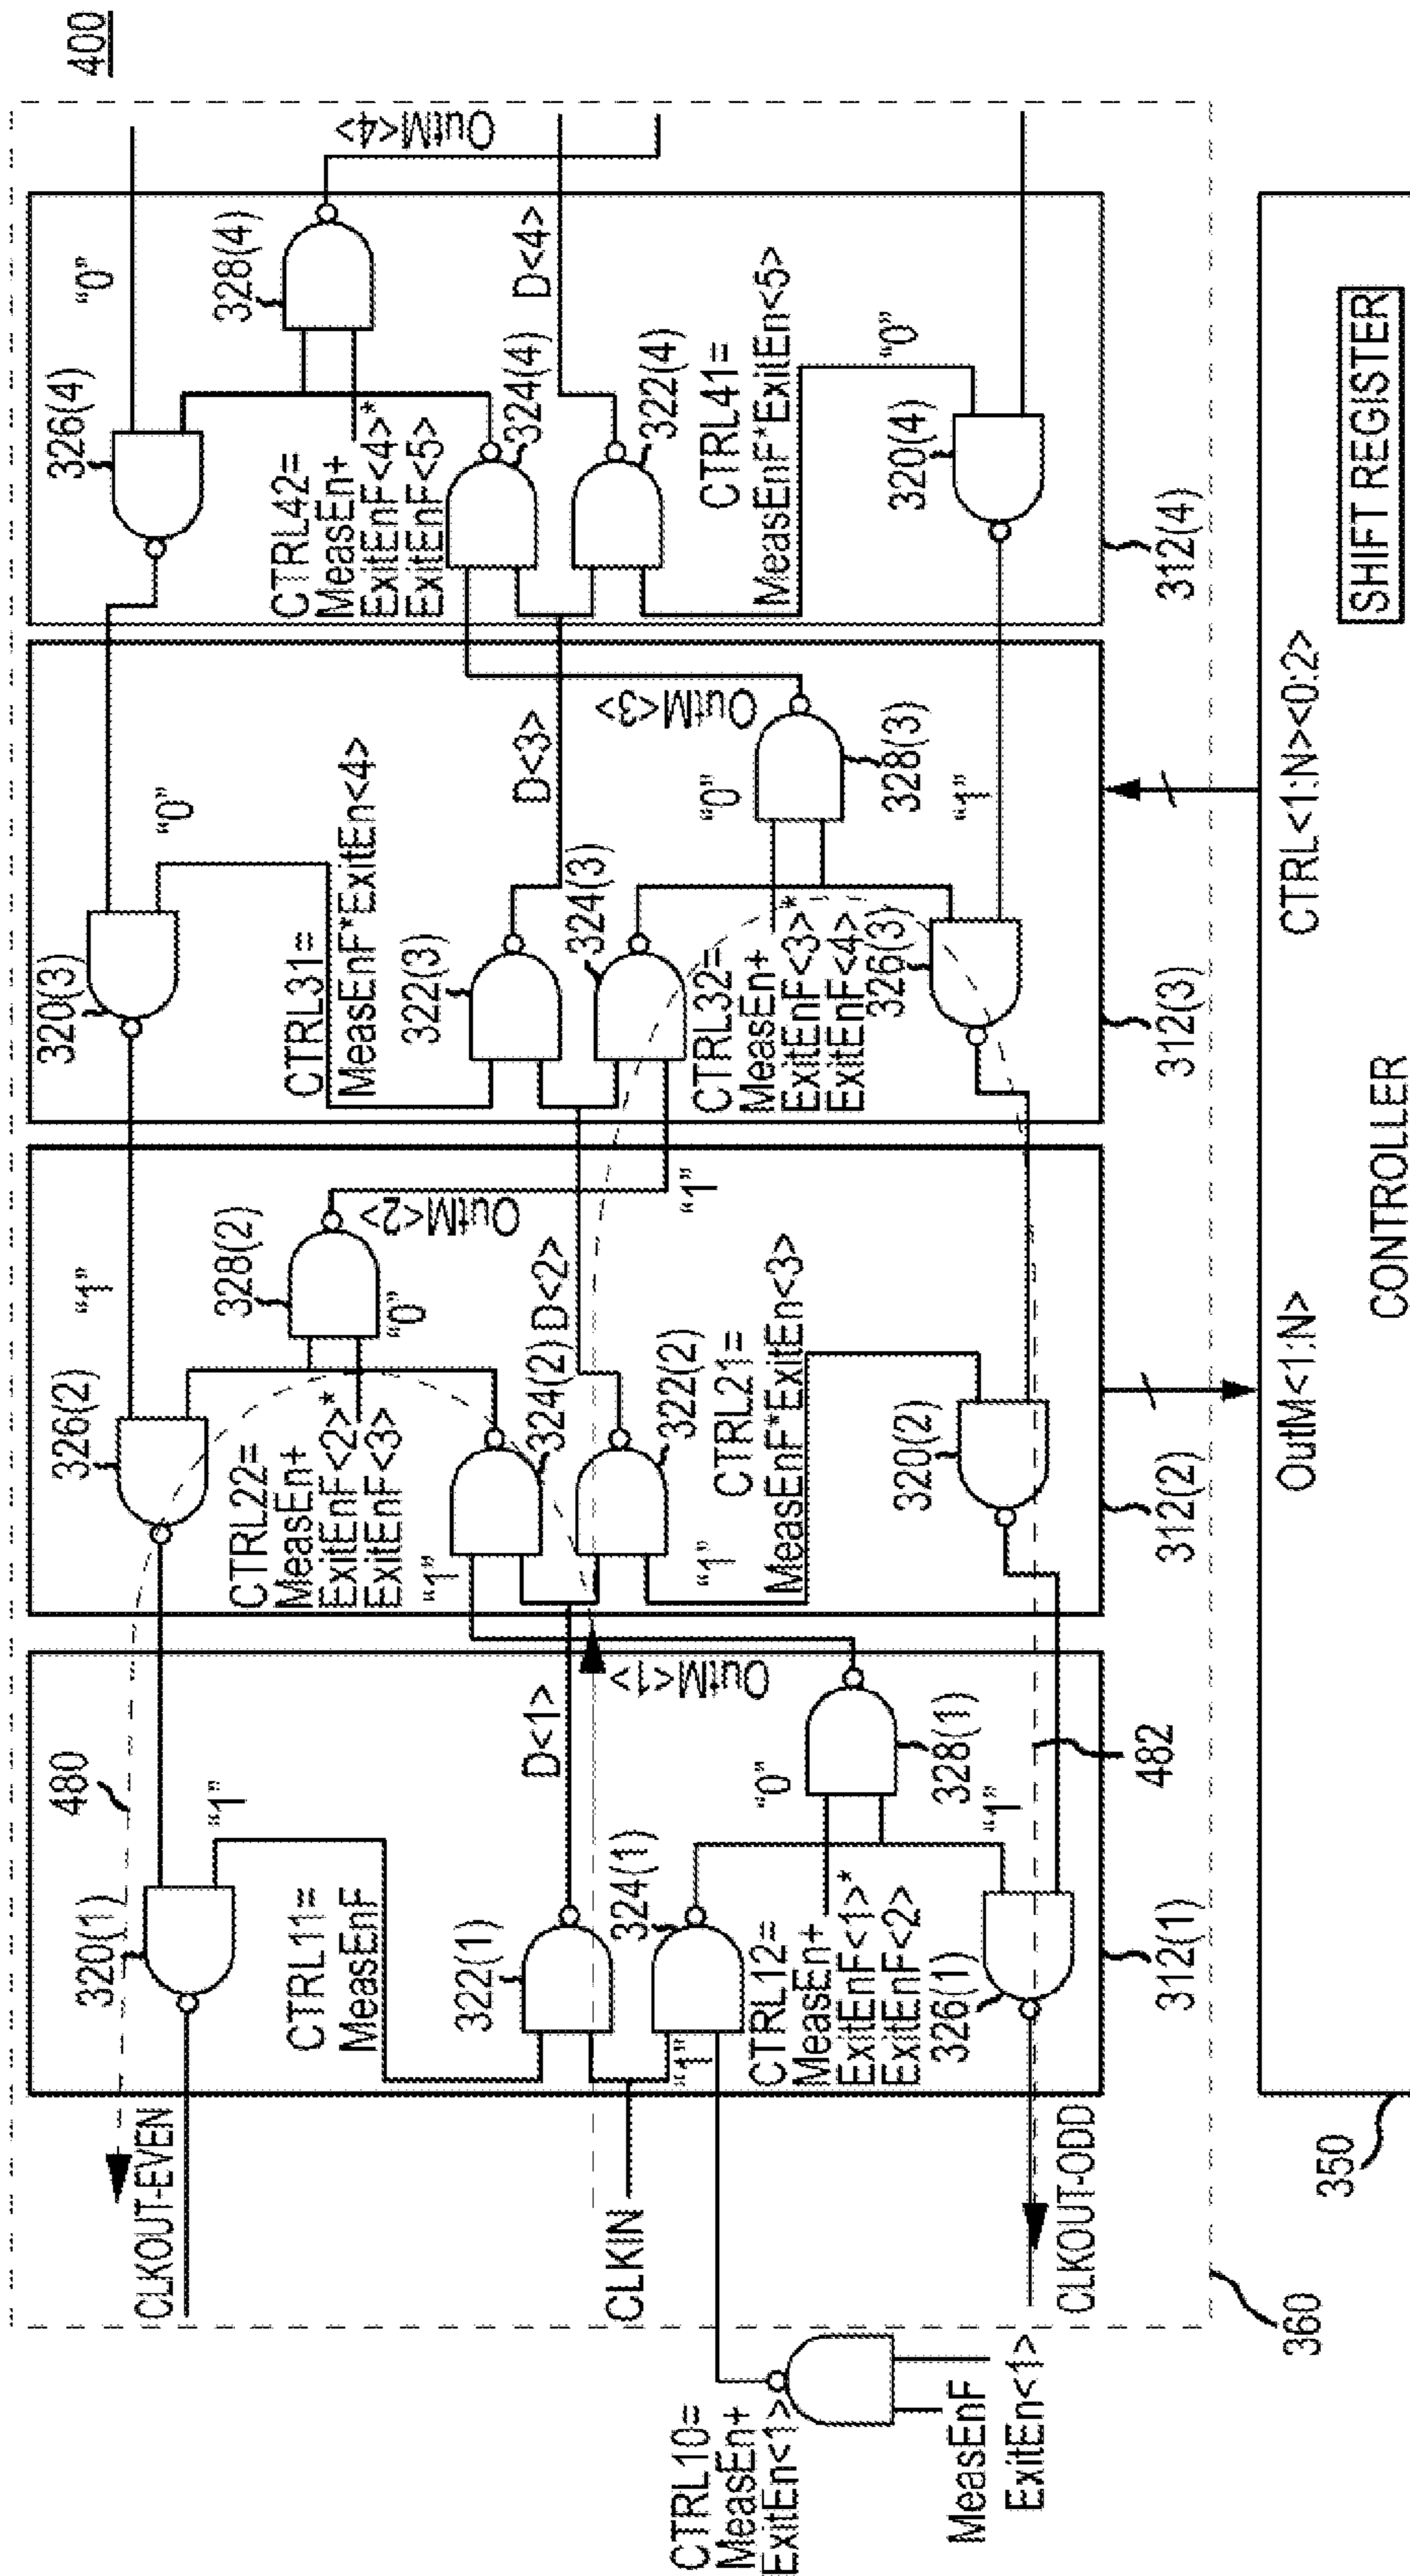 400
480
CLKOUT-EVEN
320(1)
"1"
CTRL11=
MeasEnF
322(1)
D<1>
CLKIN
324(1)
"1"
"0"
OutM<1>
328(1)
CTRL12=
MeasEn+
ExitEnF<1>*
ExitEnF<2>
326(1)
"1"
482
CLKOUT-ODD
312(1)
CTRL10=
MeasEn+
ExitEn<1>
MeasEnF
ExitEn<1>
360
326(2)
"1"
328(2)
"0"
OutM<2>
CTRL22=
MeasEn+
ExitEnF<2>*
ExitEnF<3>
"1"
324(2)
D<2>
322(2)
"1"
"1"
CTRL21=
MeasEnF*ExitEn<3>
320(2)
312(2)
320(3)
"0"
CTRL31=
MeasEnF*ExitEn<4>
322(3)
D<3>
324(3)
"0"
OutM<3>
328(3)
CTRL32=
MeasEn+
ExitEnF<3>*
ExitEnF<4>
326(3)
"1"
312(3)
326(4)
"0"
328(4)
OutM<4>
CTRL42=
MeasEn+
ExitEnF<4>*
ExitEnF<5>
324(4)
D<4>
322(4)
CTRL41=
MeasEnF*ExitEn<5>
"0"
320(4)
312(4)
OutM<1:N>
CTRL<1:N><0:2>
SHIFT REGISTER
CONTROLLER
350